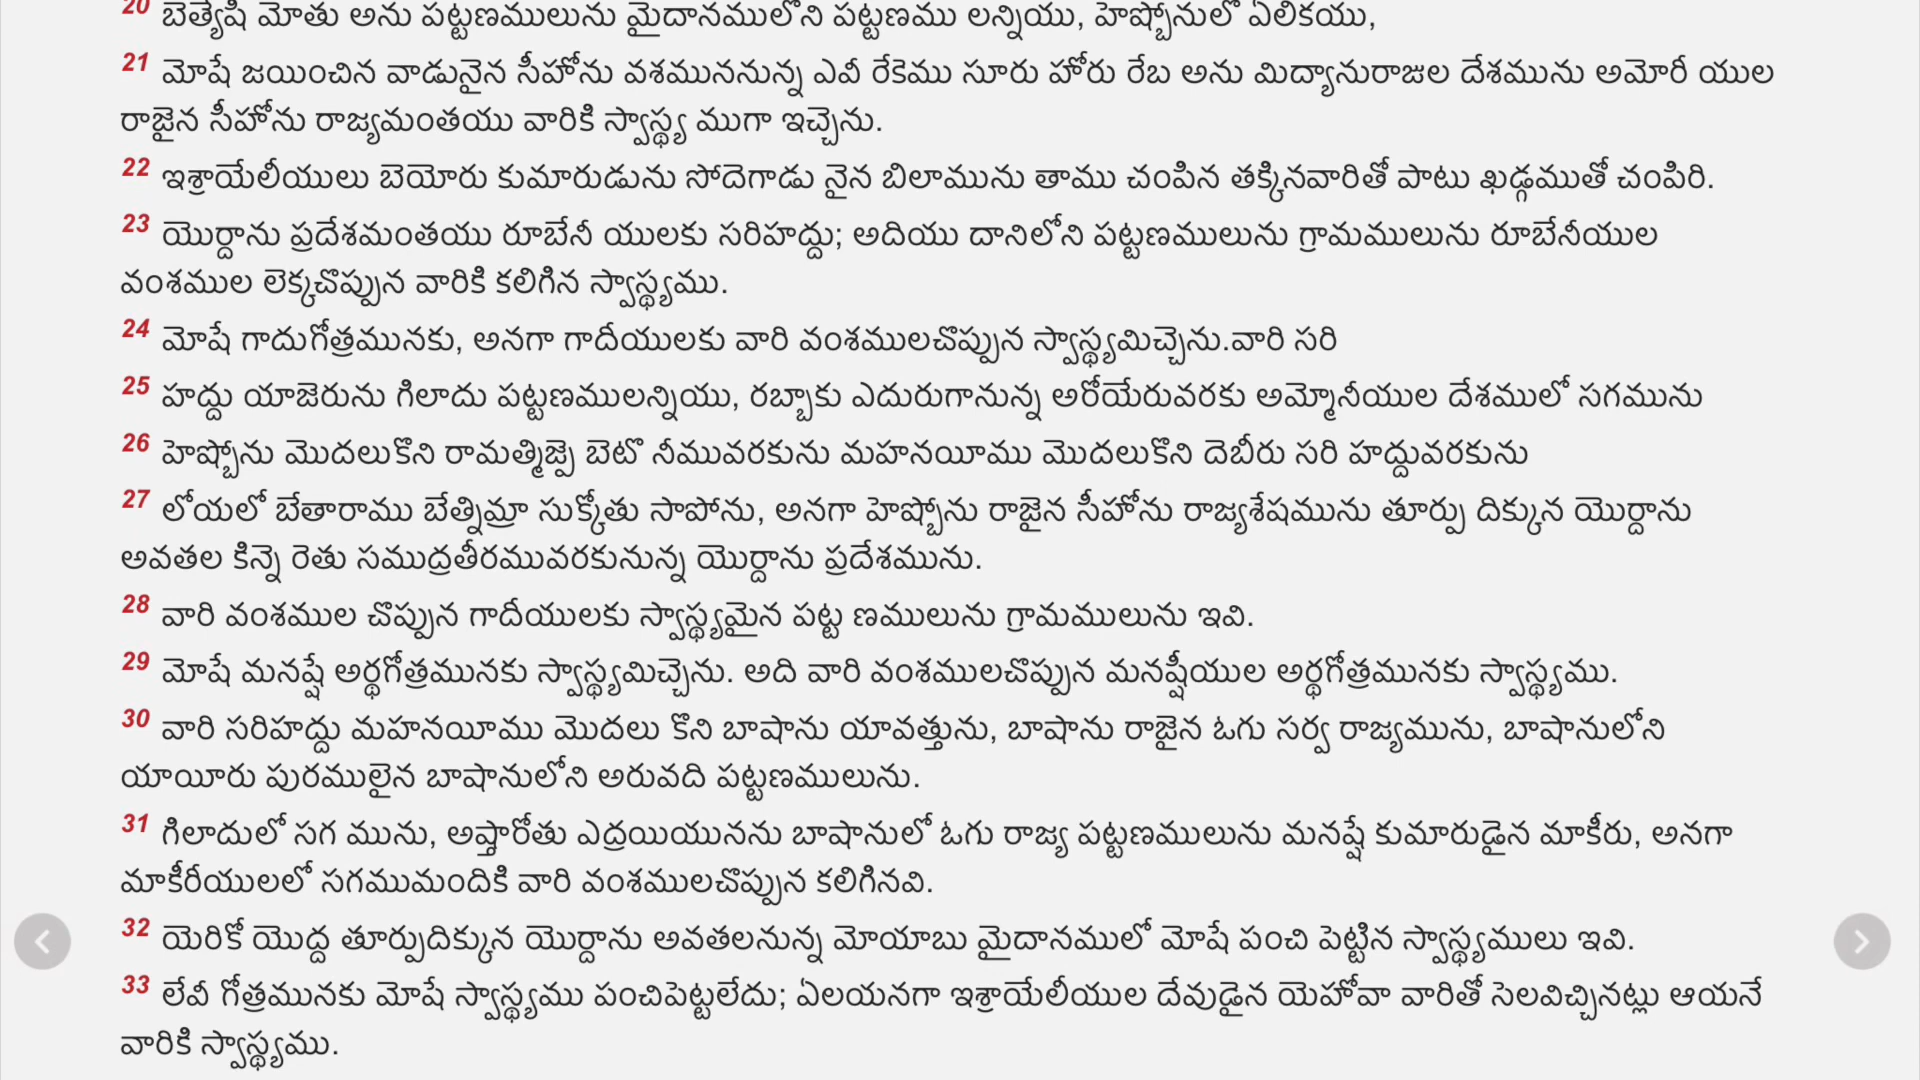 20 బెత్యేషి మోతు అను పట్టణములును మైదానములోని పట్టణము లన్నియు, హెష్బోనులో ఏలికయు,
21 మోషే జయించిన వాడునైన సీహోను వశముననున్న ఎవీ రేకెము సూరు హోరు రేబ అను మిద్యానురాజుల దేశమును అమోరీ యుల
రాజైన సీహోను రాజ్యమంతయు వారికి స్వాస్థ్య ముగా ఇచ్చెను.
22 ఇశ్రాయేలీయులు బెయోరు కుమారుడును సోదెగాడు నైన బిలామును తాము చంపిన తక్కినవారితో పాటు ఖడ్గముతో చంపిరి.
23 యొర్దాను ప్రదేశమంతయు రూబేనీ యులకు సరిహద్దు; అదియు దానిలోని పట్టణములును గ్రామములును రూబేనీయుల
వంశముల లెక్కచొప్పున వారికి కలిగిన స్వాస్థ్యము.
24 మోషే గాదుగోత్రమునకు, అనగా గాదీయులకు వారి వంశములచొప్పున స్వాస్థ్యమిచ్చెను.వారి సరి
25 హద్దు యాజెరును గిలాదు పట్టణములన్నియు, రబ్బాకు ఎదురుగానున్న అరోయేరువరకు అమ్మోనీయుల దేశములో సగమును
26 హెష్బోను మొదలుకొని రామత్మిజ్పె బెటొ నీమువరకును మహనయీము మొదలుకొని దెబీరు సరి హద్దువరకును
27 లోయలో బేతారాము బేత్నిమ్రా సుక్కోతు సాపోను, అనగా హెష్బోను రాజైన సీహోను రాజ్యశేషమును తూర్పు దిక్కున యొర్దాను
అవతల కిన్నె రెతు సముద్రతీరమువరకునున్న యొర్దాను ప్రదేశమును.
28 వారి వంశముల చొప్పున గాదీయులకు స్వాస్థ్యమైన పట్ట ణములును గ్రామములును ఇవి.
29 మోషే మనష్షే అర్థగోత్రమునకు స్వాస్థ్యమిచ్చెను. అది వారి వంశములచొప్పున మనష్షీయుల అర్థగోత్రమునకు స్వాస్థ్యము.
30 వారి సరిహద్దు మహనయీము మొదలు కొని బాషాను యావత్తును, బాషాను రాజైన ఓగు సర్వ రాజ్యమును, బాషానులోని
యాయీరు పురములైన బాషానులోని అరువది పట్టణములును.
31 గిలాదులో సగ మును, అష్తారోతు ఎద్రయియునను బాషానులో ఓగు రాజ్య పట్టణములును మనష్షే కుమారుడైన మాకీరు, అనగా
మాకీరీయులలో సగముమందికి వారి వంశములచొప్పున కలిగినవి.
32 యెరికో యొద్ద తూర్పుదిక్కున యొర్దాను అవతలనున్న మోయాబు మైదానములో మోషే పంచి పెట్టిన స్వాస్థ్యములు ఇవి.
33 లేవీ గోత్రమునకు మోషే స్వాస్థ్యము పంచిపెట్టలేదు; ఏలయనగా ఇశ్రాయేలీయుల దేవుడైన యెహోవా వారితో సెలవిచ్చినట్లు ఆయనే
వారికి స్వాస్థ్యము.